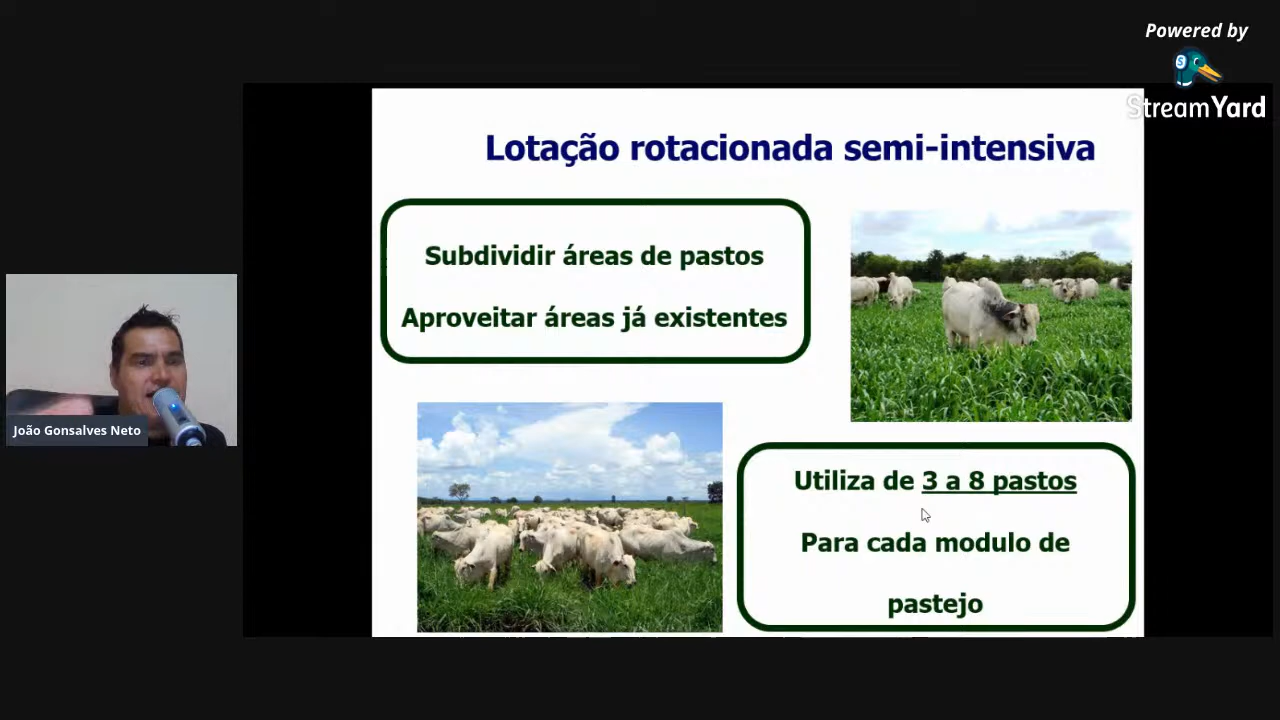 Powered by
StreamYard
Lotação rotacionada semi-intensiva
Subdividir áreas de pastos
Aproveitar áreas já existentes
João Gonsalves Neto
Utiliza de 3 a 8 pastos
Para cada modulo de
pastejo